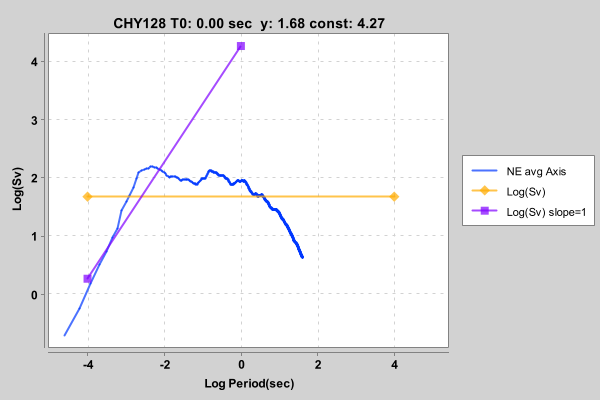 CHY128 T0: 0.00 sec  y: 1.68 const: 4.27
Log(Sv)
4
3
2
1
0
-4 -2 0 2 4
Log Period(sec)
NE avg Axis
Log(Sv)
Log(Sv) slope=1